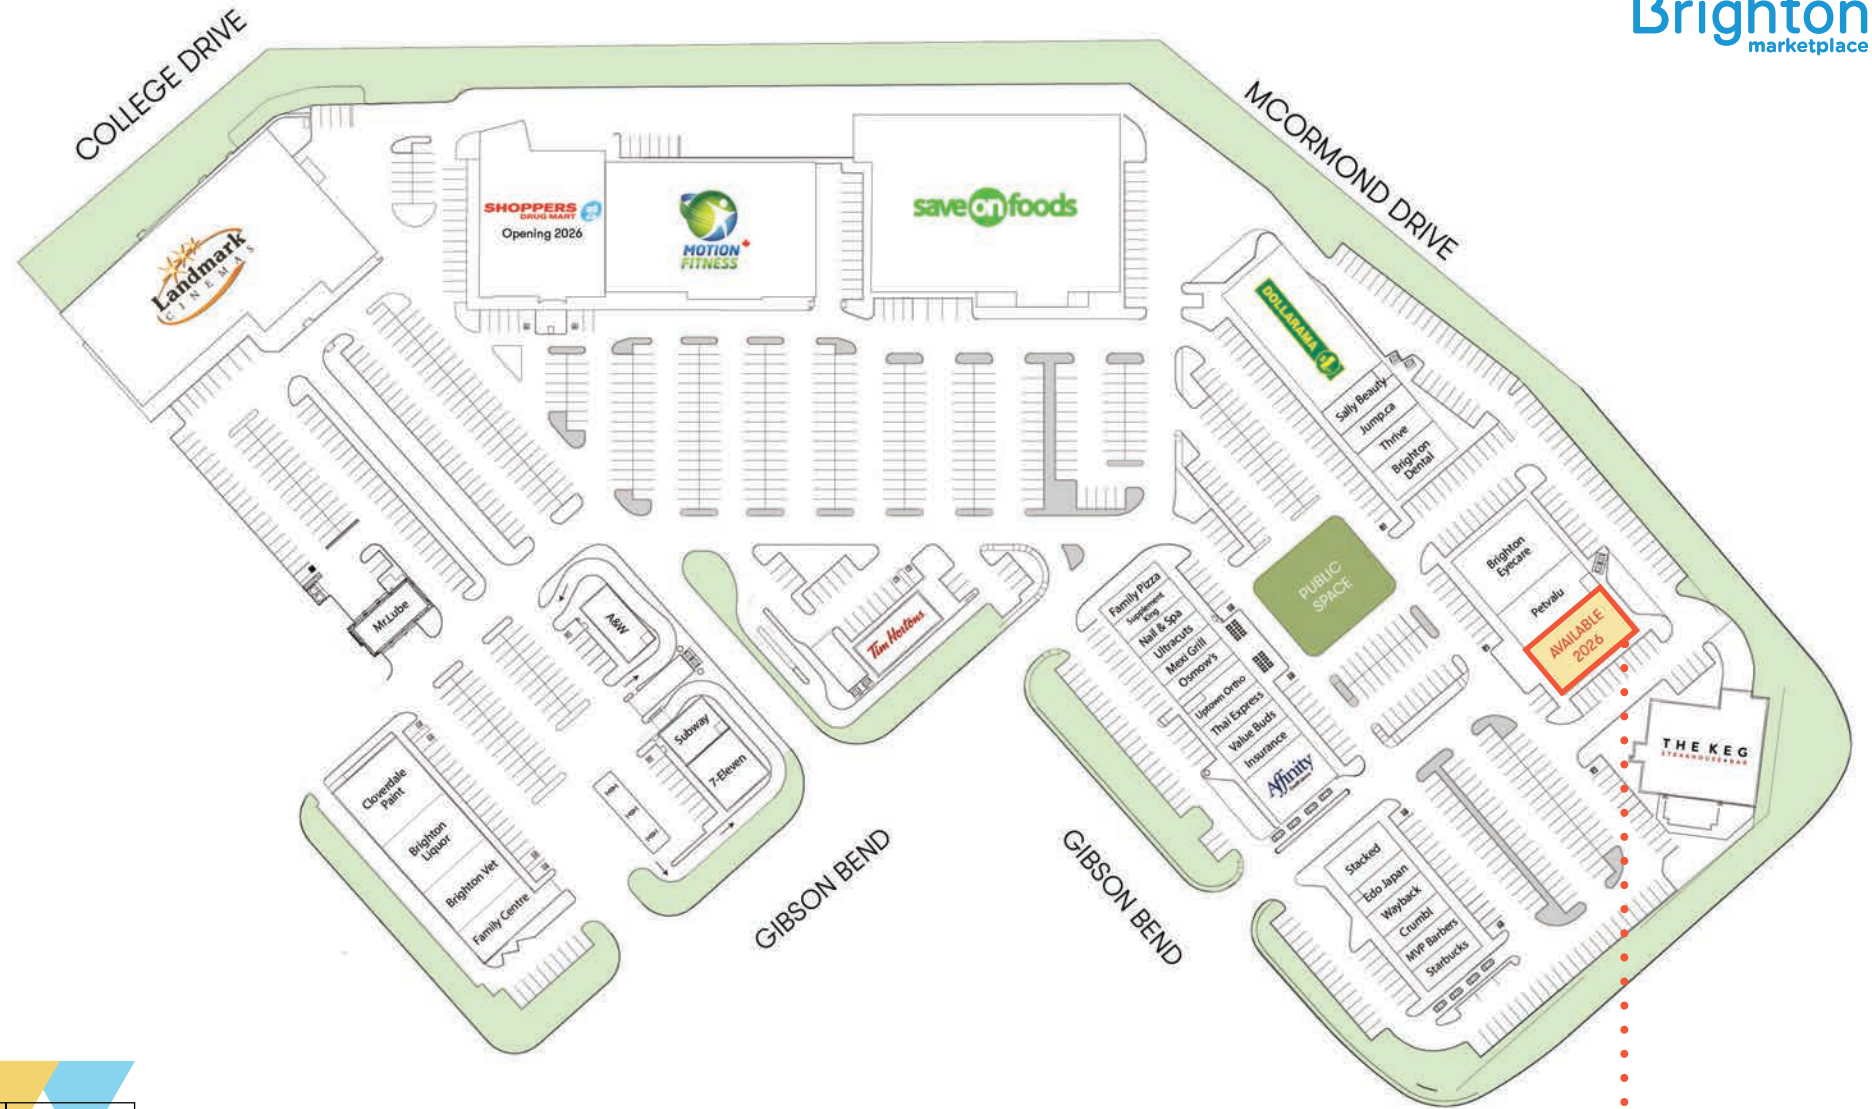 Brighton
marketplace
COLLEGE DRIVE
MCORMOND DRIVE
Landmark
CINEMAS
SHOPPERS
DRUG MART
Opening 2026
MOTION
FITNESS
save on foods
DOLLARAMA
Sally Beauty
Jump.ca
Thrive
Brighton
Dental
Brighton
Eyecare
Petvalu
AVAILABLE
2026
PUBLIC
SPACE
THE KEG
STEAKHOUSE + BAR
Mr.Lube
A&W
Subway
7-Eleven
Tim Hortons
Family Pizza
Supplement
King
Nail & Spa
Ultracuts
Mexi Grill
Osmow's
Uptown Ortho
Thai Express
Value Buds
Insurance
Affinity
Cloverdale
Paint
Brighton
Liquor
Brighton Vet
Family Centre
Stacked
Edo Japan
Wayback
Crumbl
MVP Barbers
Starbucks
GIBSON BEND
GIBSON BEND